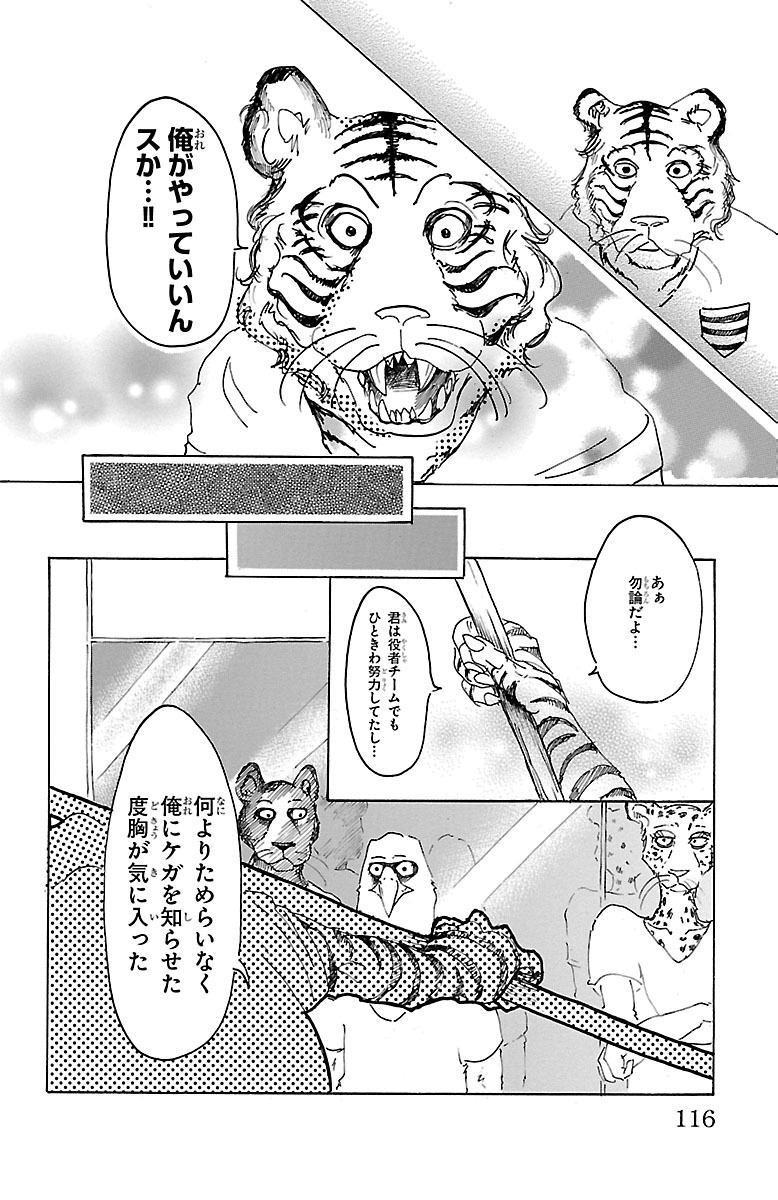 俺がやっていいん
スか…!!
あぁ
勿論だよ…
君は役者チームでも
ひときわ努力してたし…
何よりためらいなく
俺にケガを知らせた
度胸が気に入った
116